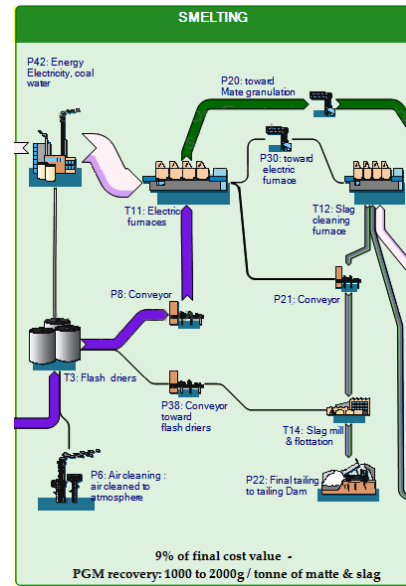 SMELTING
P42: Energy
Electricity, coal
water
P20: toward
Mate granulation
P30: toward
electric
furnace
T11: Electric
furnaces
T12: Slag
cleaning
furnace
P8: Conveyor
P21: Conveyor
T3: Flash driers
P38: Conveyor
toward
flash driers
T14: Slag mill
& flottation
P6: Air cleaning :
air cleaned to
atmosphere
P22: Final tailing
to tailing Dam
9% of final cost value -
PGM recovery: 1000 to 2000g / tonne of matte & slag